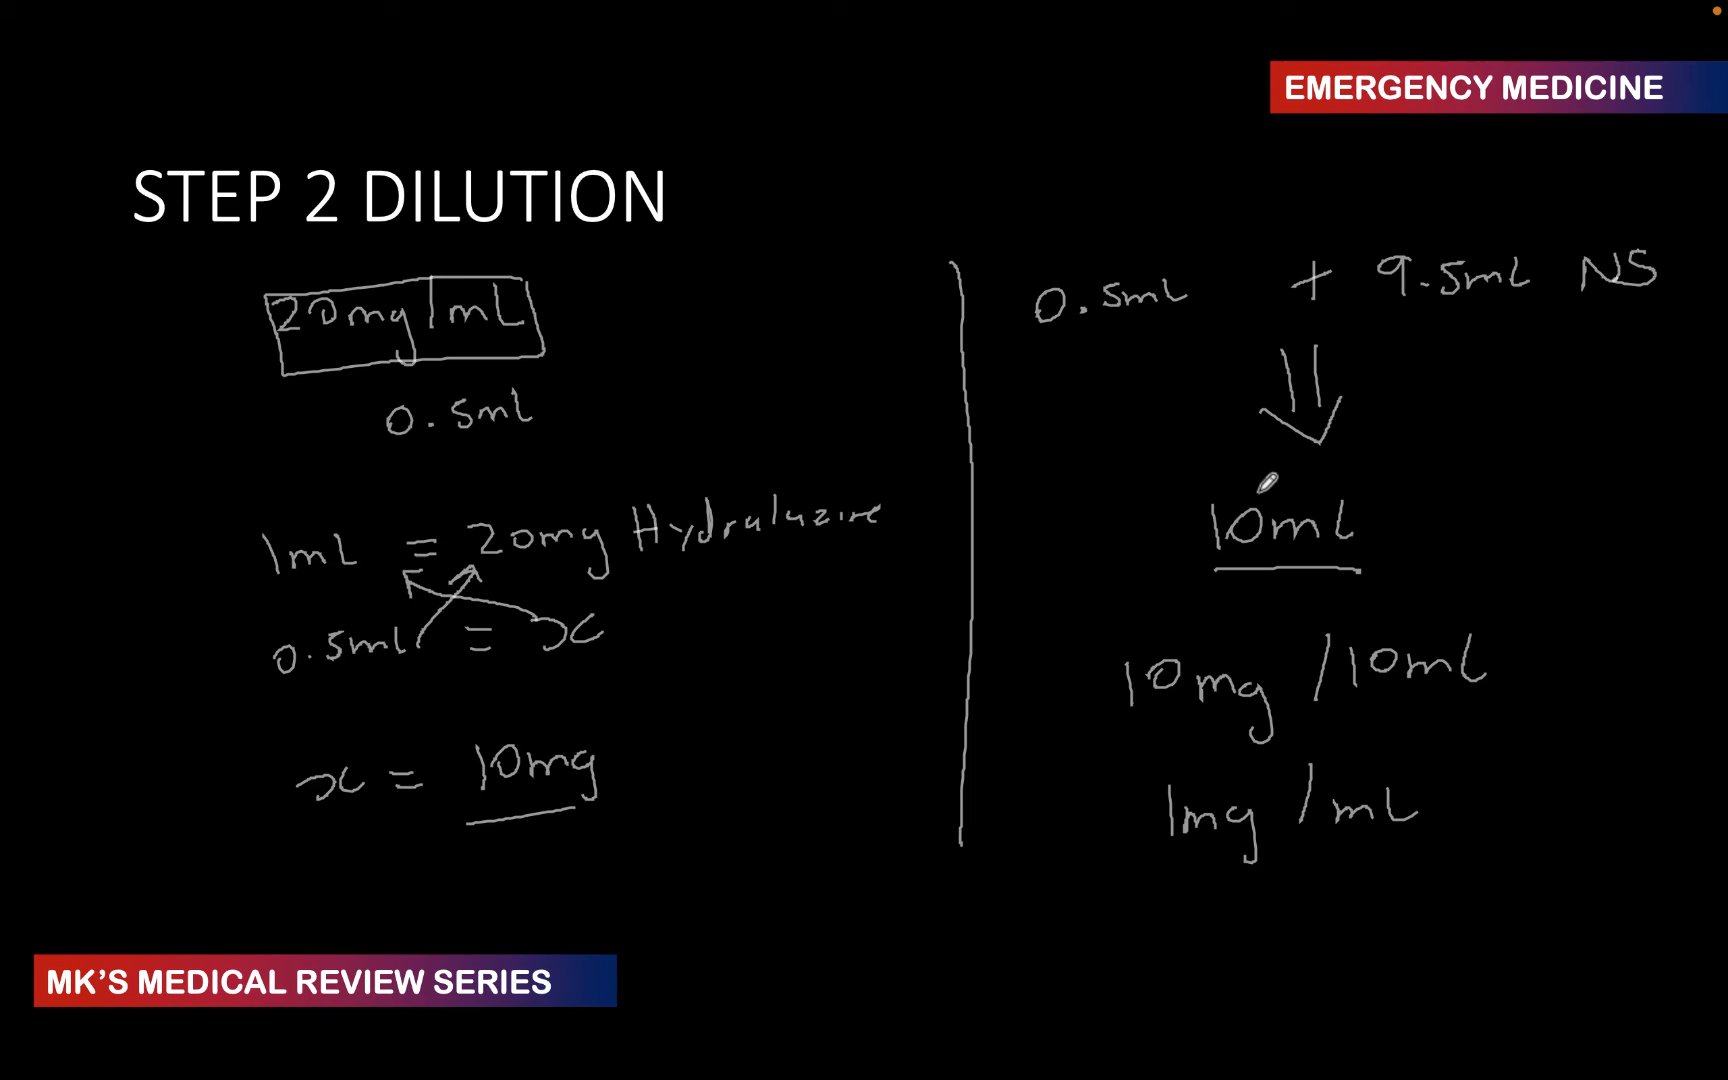 EMERGENCY MEDICINE
STEP 2 DILUTION
20mg/mL
0.5mL
1mL = 20mg Hydralazine
0.5mL = x
x = 10mg
0.5mL + 9.5mL NS
10mL
10mg /10mL
1mg /mL
MK'S MEDICAL REVIEW SERIES